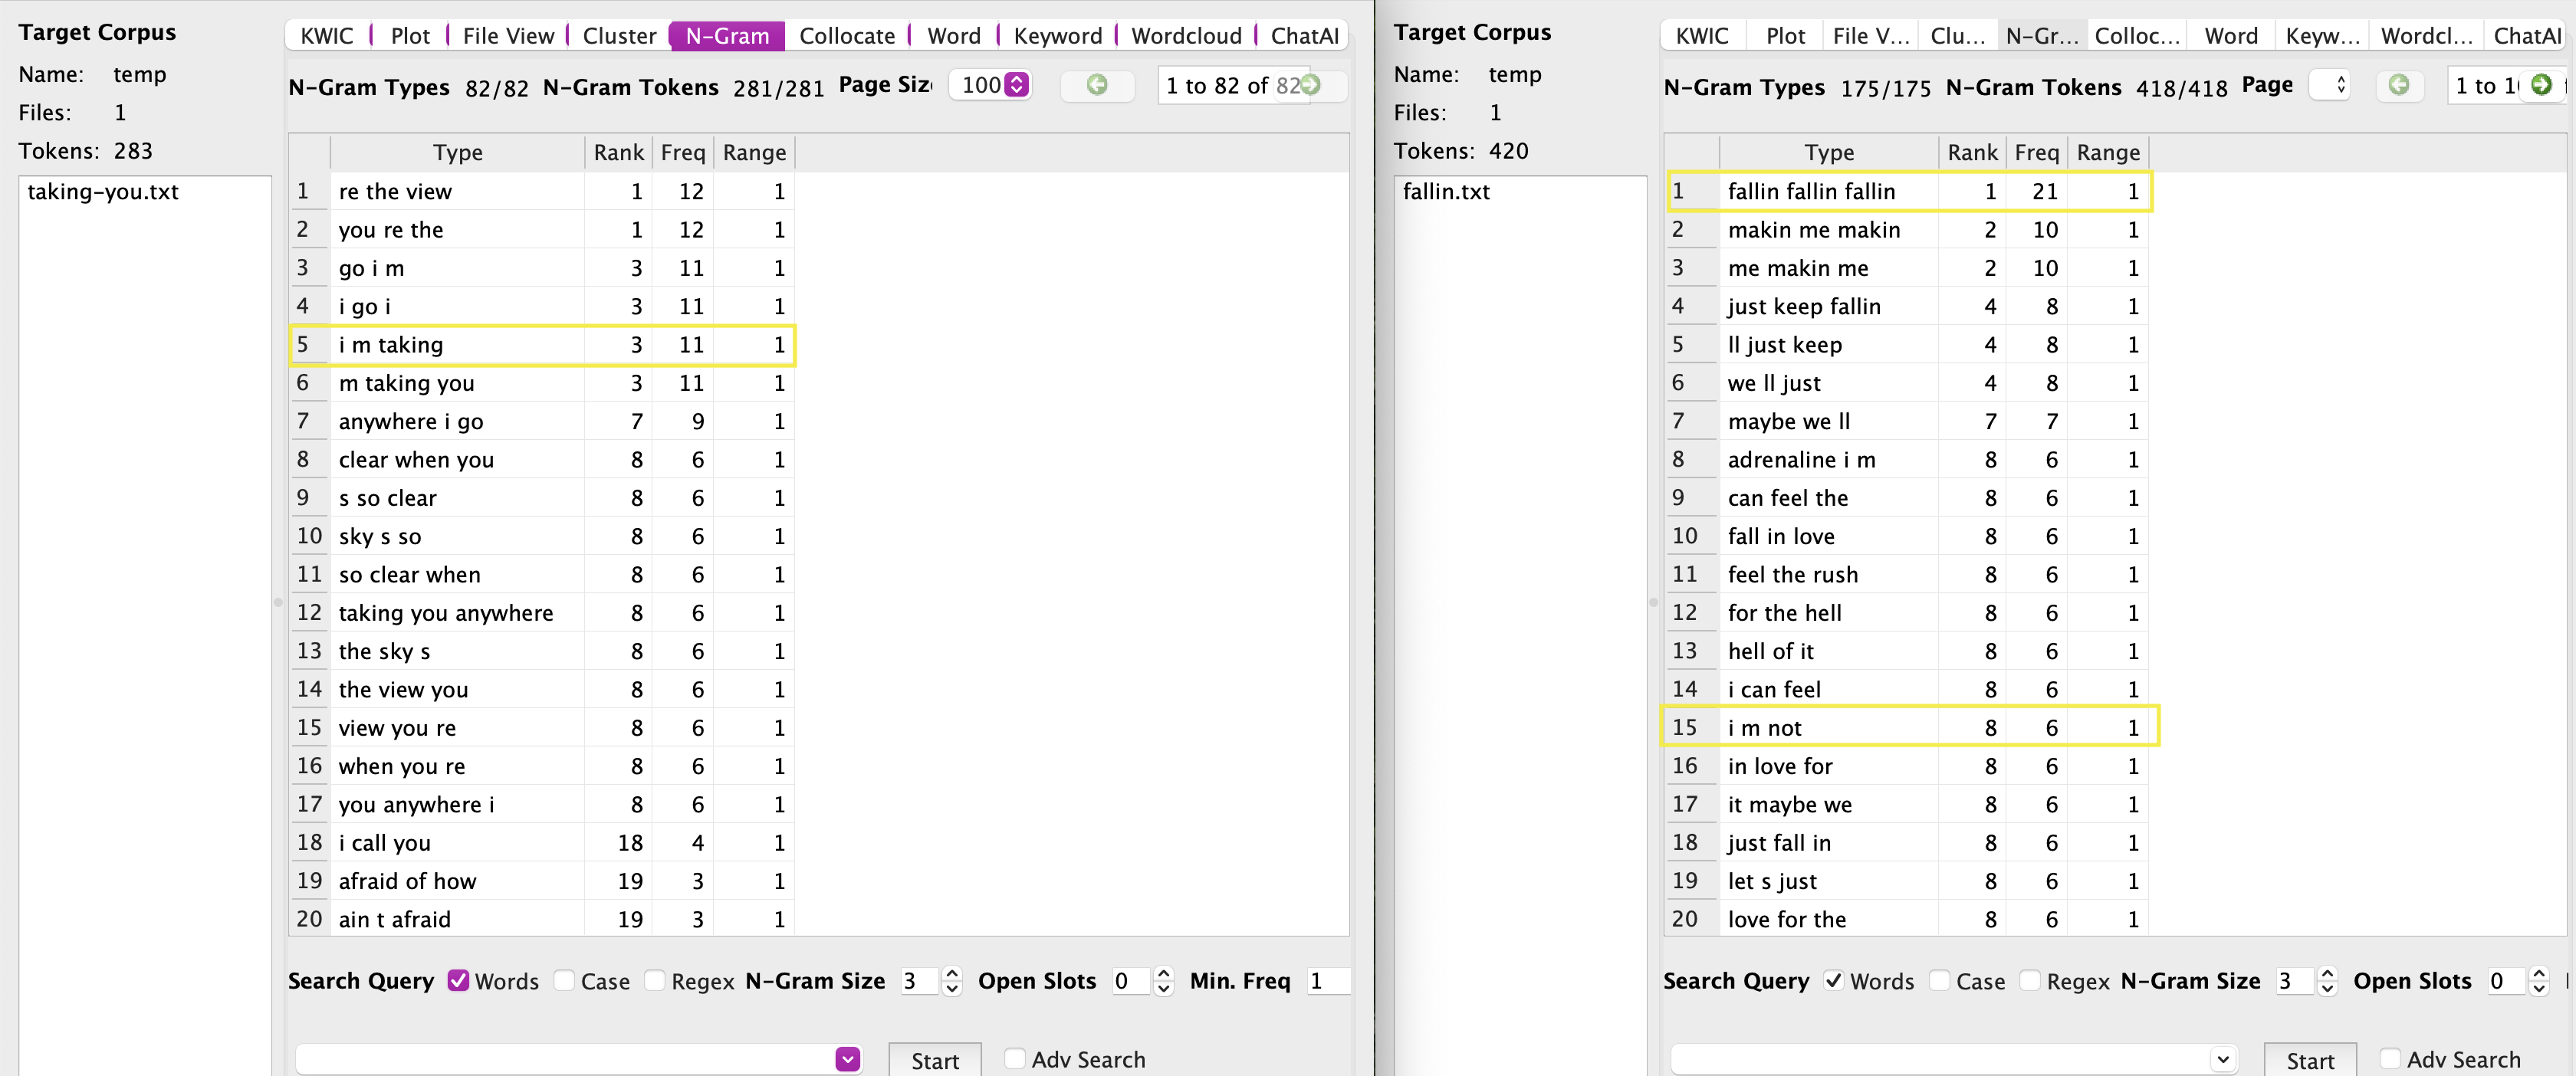 Target Corpus
Name: temp
Files: 1
Tokens: 283
taking-you.txt
KWIC Plot File View Cluster N-Gram Collocate Word Keyword Wordcloud ChatAI
N-Gram Types 82/82 N-Gram Tokens 281/281 Page Siz 100 1 to 82 of 82
Type Rank Freq Range
1 re the view 1 12 1
2 you re the 1 12 1
3 go i m 3 11 1
4 i go i 3 11 1
5 i m taking 3 11 1
6 m taking you 3 11 1
7 anywhere i go 7 9 1
8 clear when you 8 6 1
9 s so clear 8 6 1
10 sky s so 8 6 1
11 so clear when 8 6 1
12 taking you anywhere 8 6 1
13 the sky s 8 6 1
14 the view you 8 6 1
15 view you re 8 6 1
16 when you re 8 6 1
17 you anywhere i 8 6 1
18 i call you 18 4 1
19 afraid of how 19 3 1
20 ain t afraid 19 3 1
Search Query Words Case Regex N-Gram Size 3 Open Slots 0 Min. Freq 1
Start Adv Search
Target Corpus
Name: temp
Files: 1
Tokens: 420
fallin.txt
KWIC Plot File V... Clu... N-Gr... Colloc... Word Keyw... Wordcl... ChatAI
N-Gram Types 175/175 N-Gram Tokens 418/418 Page 1 to 1
Type Rank Freq Range
1 fallin fallin fallin 1 21 1
2 makin me makin 2 10 1
3 me makin me 2 10 1
4 just keep fallin 4 8 1
5 ll just keep 4 8 1
6 we ll just 4 8 1
7 maybe we ll 7 7 1
8 adrenaline i m 8 6 1
9 can feel the 8 6 1
10 fall in love 8 6 1
11 feel the rush 8 6 1
12 for the hell 8 6 1
13 hell of it 8 6 1
14 i can feel 8 6 1
15 i m not 8 6 1
16 in love for 8 6 1
17 it maybe we 8 6 1
18 just fall in 8 6 1
19 let s just 8 6 1
20 love for the 8 6 1
Search Query Words Case Regex N-Gram Size 3 Open Slots 0
Start Adv Search